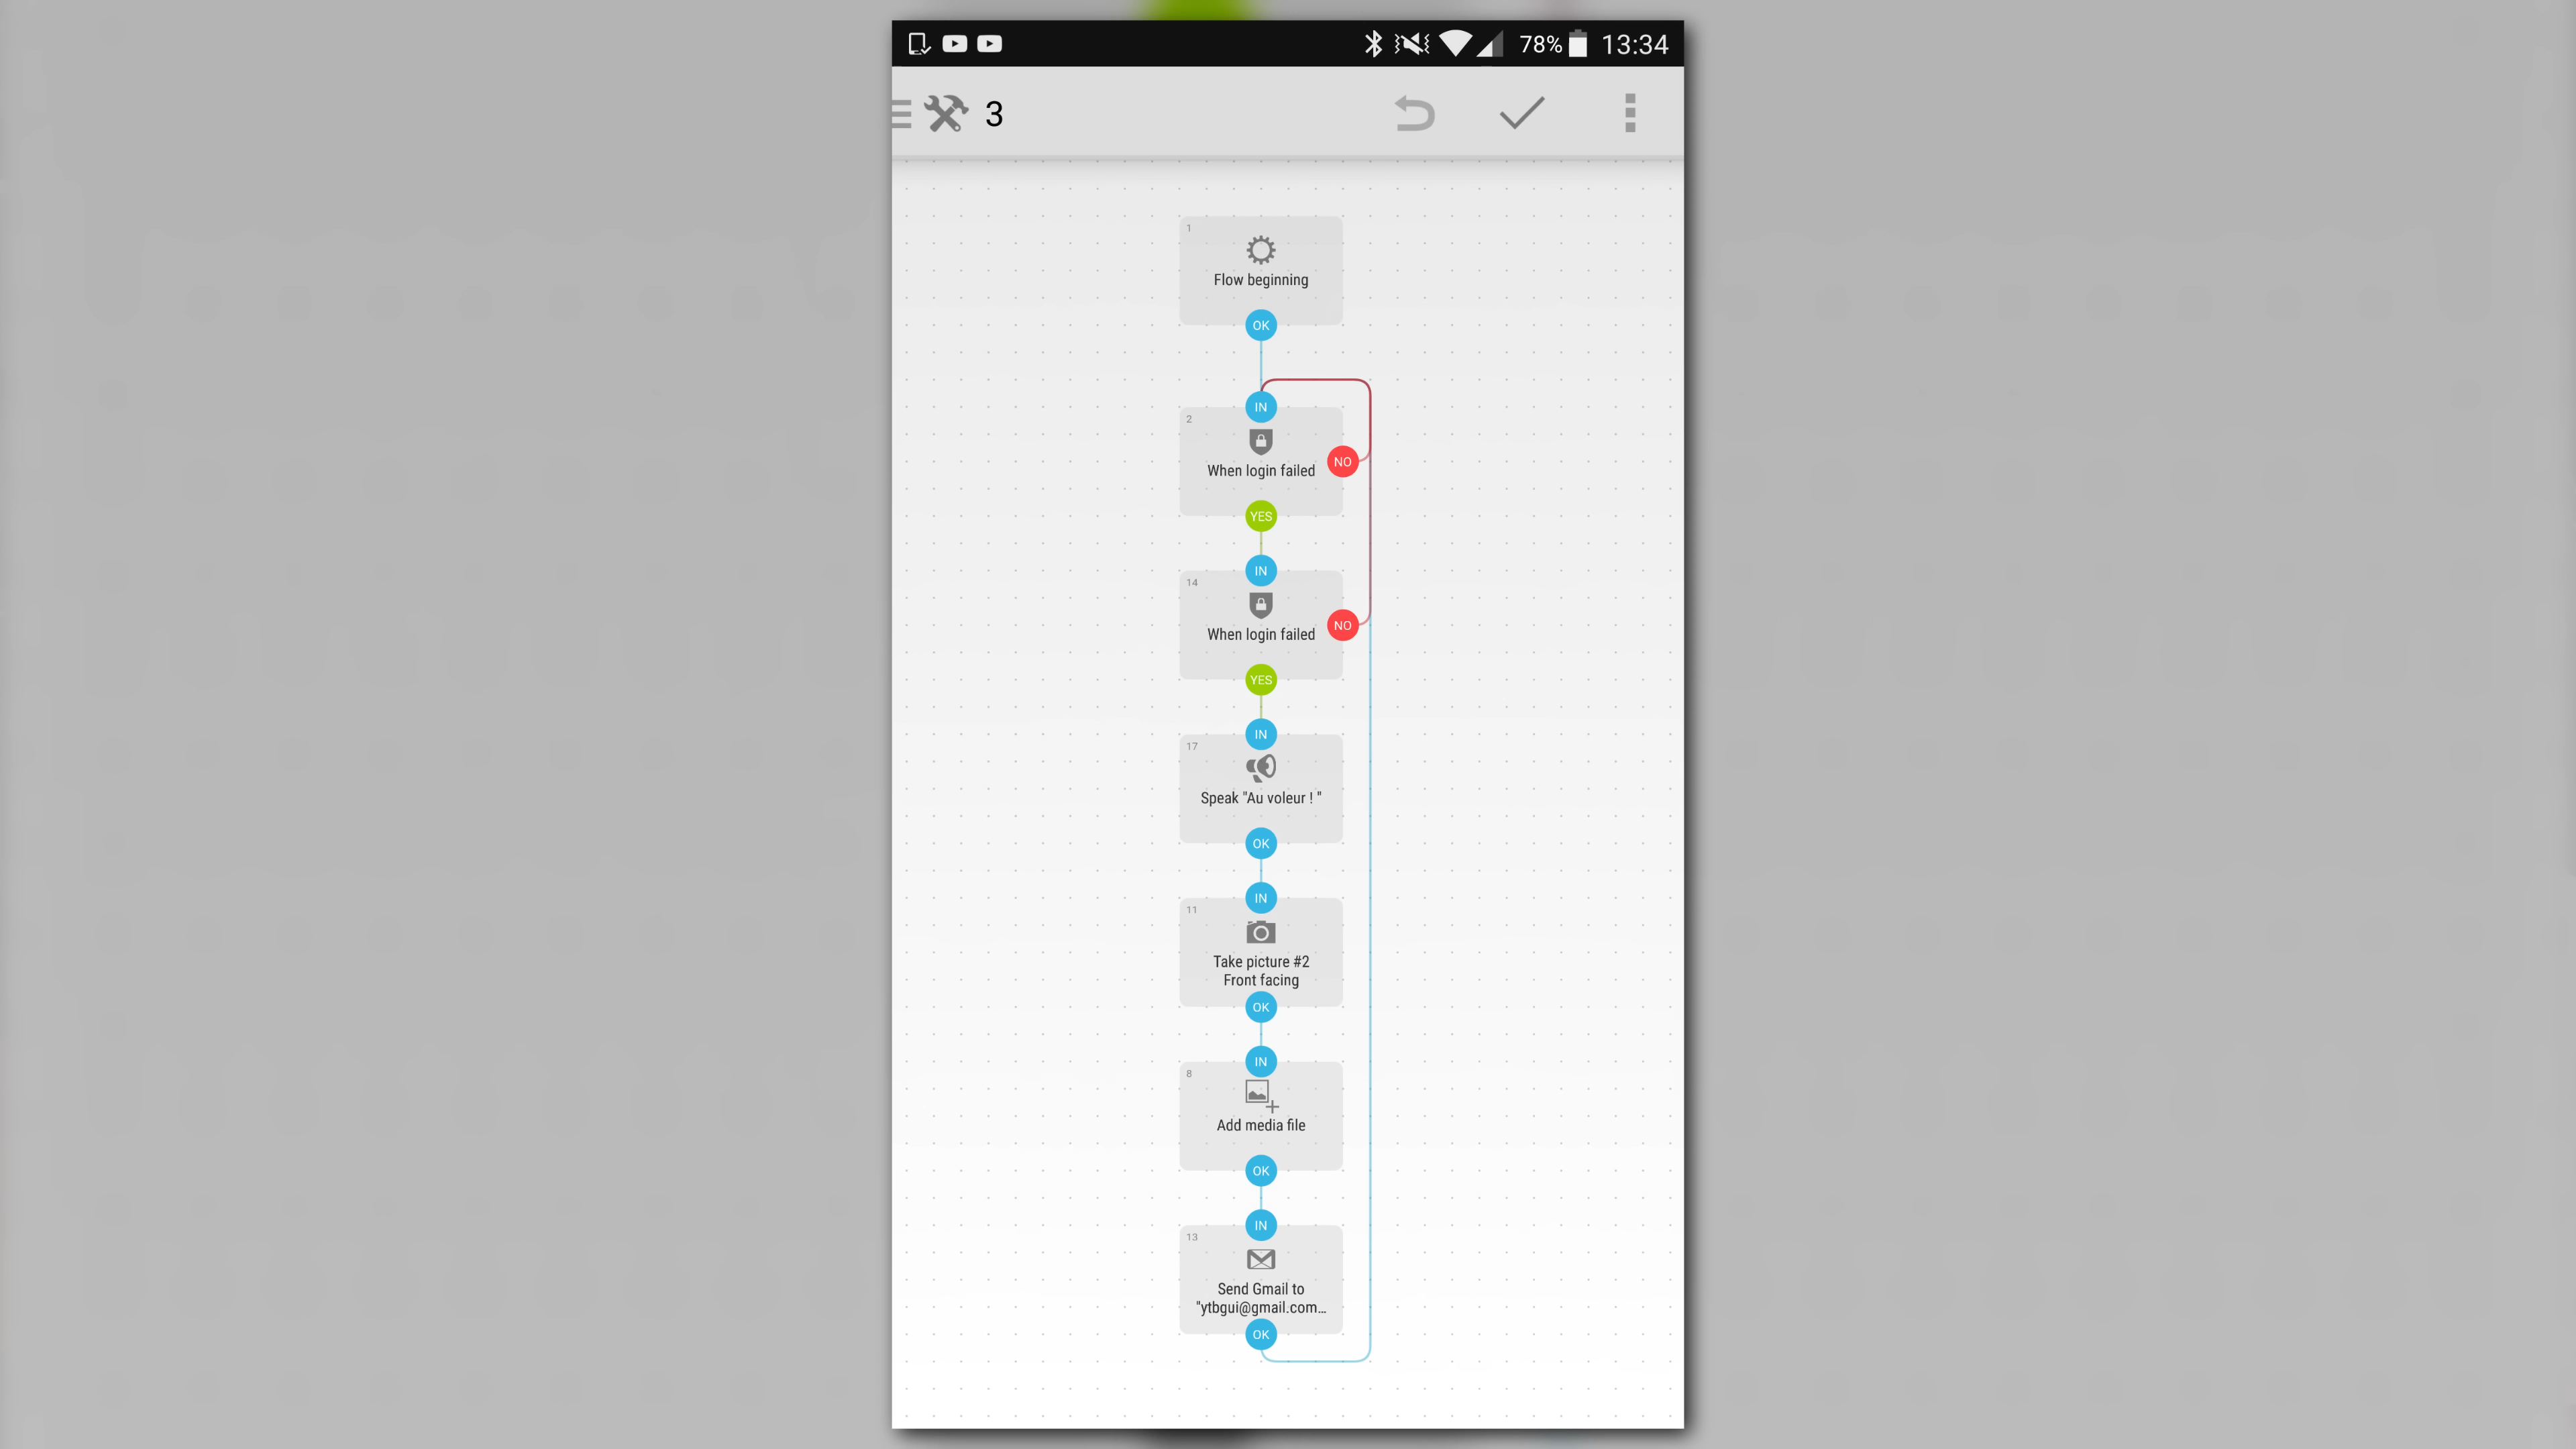 78% 13:34
3
1
Flow beginning
OK
IN
2
When login failed
NO
YES
IN
14
When login failed
NO
YES
IN
17
Speak "Au voleur ! "
OK
IN
11
Take picture #2
Front facing
OK
IN
8
Add media file
OK
IN
13
Send Gmail to
"ytbgui@gmail.com…
OK